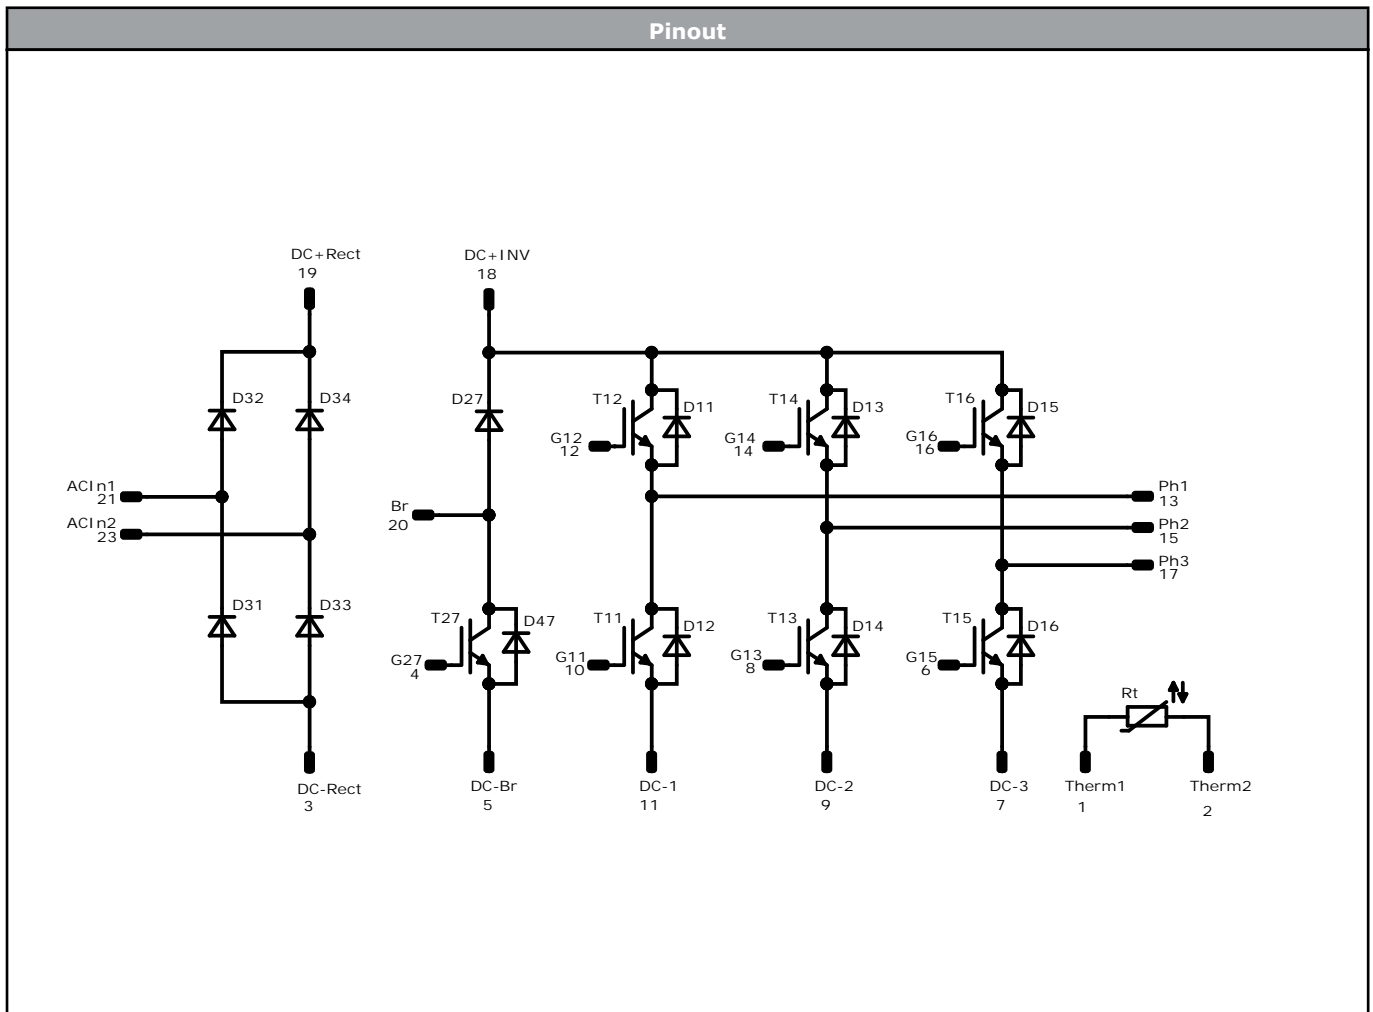 Pinout
DC+Rect
19
DC+INV
18
D32
D34
D27
T12
D11
T14
D13
T16
D15
G12
12
G14
14
G16
16
ACIn1
21
ACIn2
23
Br
20
Ph1
13
Ph2
15
Ph3
17
D31
D33
T27
D47
T11
D12
T13
D14
T15
D16
G27
4
G11
10
G13
8
G15
6
Rt
DC-Rect
3
DC-Br
5
DC-1
11
DC-2
9
DC-3
7
Therm1
1
Therm2
2